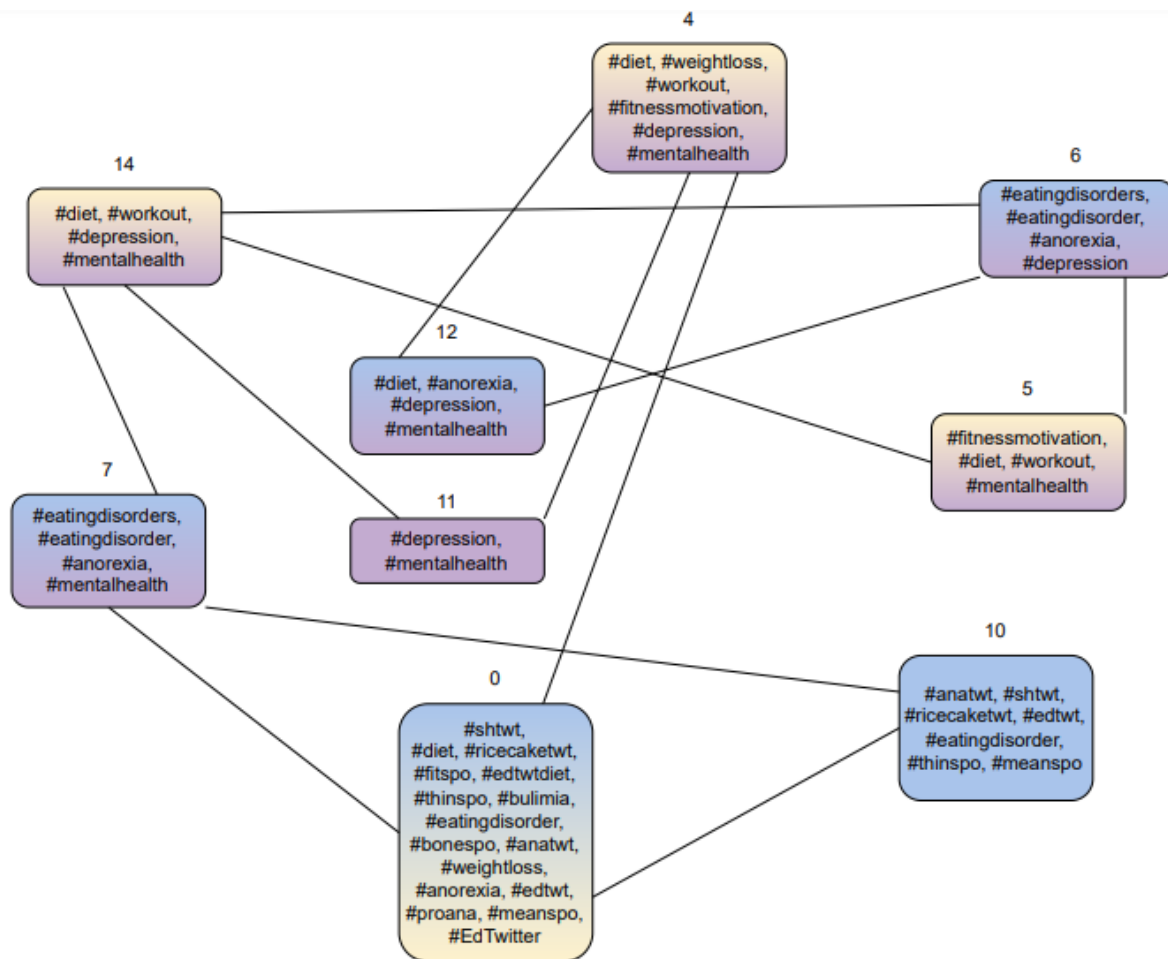 4
#diet, #weightloss,
#workout,
#fitnessmotivation,
#depression,
#mentalhealth
14
#diet, #workout,
#depression,
#mentalhealth
6
#eatingdisorders,
#eatingdisorder,
#anorexia,
#depression
12
#diet, #anorexia,
#depression,
#mentalhealth
5
#fitnessmotivation,
#diet, #workout,
#mentalhealth
7
#eatingdisorders,
#eatingdisorder,
#anorexia,
#mentalhealth
11
#depression,
#mentalhealth
10
#anatwt, #shtwt,
#ricecaketwt, #edtwt,
#eatingdisorder,
#thinspo, #meanspo
0
#shtwt,
#diet, #ricecaketwt,
#fitspo, #edtwtdiet,
#thinspo, #bulimia,
#eatingdisorder,
#bonespo, #anatwt,
#weightloss,
#anorexia, #edtwt,
#proana, #meanspo,
#EdTwitter